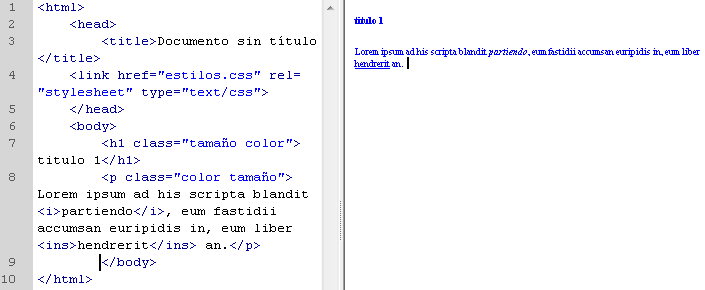 1 <html>
2 <head>
3 <title>Documento sin título
</title>
4 <link href="estilos.css" rel=
"stylesheet" type="text/css">
5 </head>
6 <body>
7 <h1 class="tamaño color">
titulo 1</h1>
8 <p class="color tamaño">
Lorem ipsum ad his scripta blandit
<i>partiendo</i>, eum fastidii
accumsan euripidis in, eum liber
<ins>hendrerit</ins> an.</p>
9 </body>
10 </html>
titulo 1
Lorem ipsum ad his scripta blandit partiendo, eum fastidii accumsan euripidis in, eum liber
hendrerit an.